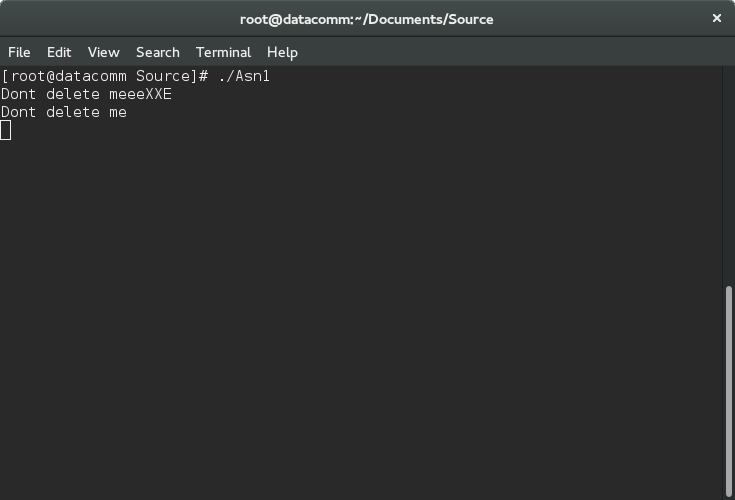 root@datacomm:~/Documents/Source
File Edit View Search Terminal Help
[root@datacomm Source]# ./Asn1
Dont delete meeeXXE
Dont delete me